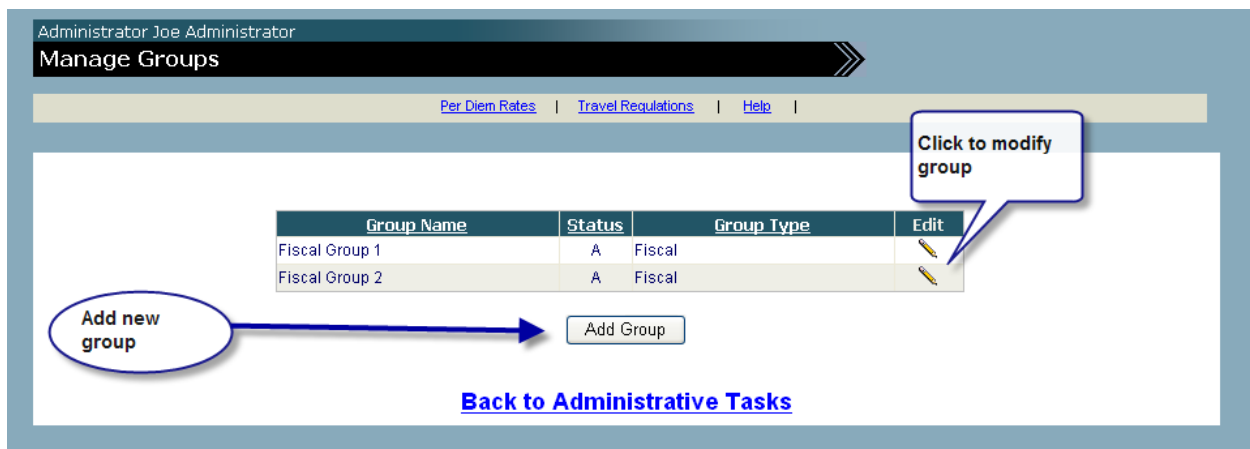 Administrator Joe Administrator
Manage Groups
Per Diem Rates | Travel Regulations | Help |
Click to modify
group
Group Name Status Group Type Edit
Fiscal Group 1 A Fiscal
Fiscal Group 2 A Fiscal
Add new
group
Add Group
Back to Administrative Tasks